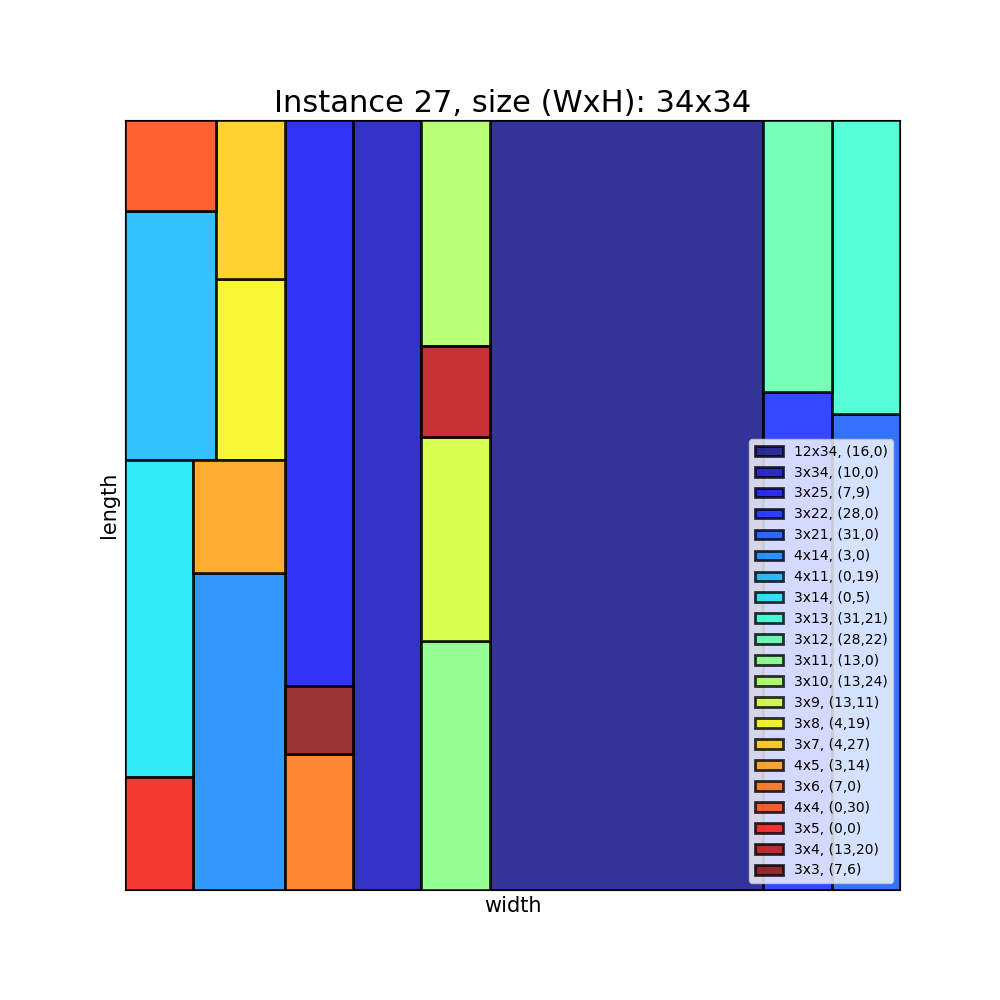 Instance 27, size (WxH): 34x34
length
12x34, (16,0)
3x34, (10,0)
3x25, (7,9)
3x22, (28,0)
3x21, (31,0)
4x14, (3,0)
4x11, (0,19)
3x14, (0,5)
3x13, (31,21)
3x12, (28,22)
3x11, (13,0)
3x10, (13,24)
3x9, (13,11)
3x8, (4,19)
3x7, (4,27)
4x5, (3,14)
3x6, (7,0)
4x4, (0,30)
3x5, (0,0)
3x4, (13,20)
3x3, (7,6)
width